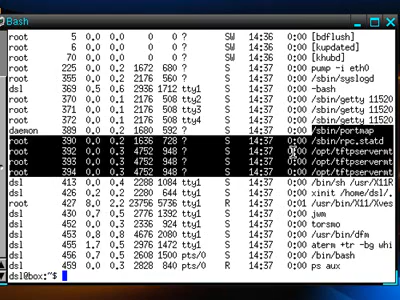 Bash
root 5 0.0 0.0 0 0 ? SW 14:36 0:00 [bdflush]
root 6 0.0 0.0 0 0 ? SW 14:36 0:00 [kupdated]
root 70 0.0 0.0 0 0 ? SW 14:36 0:00 [khubd]
root 225 0.0 0.2 1672 680 ? S 14:37 0:00 pump -i eth0
root 355 0.0 0.2 2176 560 ? S 14:37 0:00 /sbin/syslogd
dsl 369 0.5 0.6 2936 1712 tty1 S 14:37 0:00 -bash
root 370 0.0 0.1 2176 508 tty2 S 14:37 0:00 /sbin/getty 11520
root 371 0.0 0.2 2176 508 tty3 S 14:37 0:00 /sbin/getty 11520
root 372 0.0 0.1 2176 508 tty4 S 14:37 0:00 /sbin/getty 11520
daemon 389 0.0 0.2 1680 592 ? S 14:37 0:00 /sbin/portmap
root 390 0.0 0.2 1636 728 ? S 14:37 0:00 /sbin/rpc.statd
root 392 0.0 0.3 4752 948 ? S 14:37 0:00 /opt/tftpservermt
root 393 0.0 0.3 4752 948 ? S 14:37 0:00 /opt/tftpservermt
root 394 0.0 0.3 4752 948 ? S 14:37 0:00 /opt/tftpservermt
dsl 413 0.0 0.4 2288 1084 tty1 S 14:37 0:00 /bin/sh /usr/X11R
dsl 426 0.2 0.2 2280 644 tty1 S 14:37 0:00 xinit /home/dsl/.
root 427 8.0 2.2 23756 5736 tty1 R 14:37 0:01 /usr/bin/X11/Xves
dsl 430 0.7 0.5 2776 1392 tty1 S 14:37 0:00 jwm
dsl 452 0.0 0.3 2336 924 tty1 S 14:37 0:00 torsmo
dsl 453 0.3 1.6 7676 4272 tty1 S 14:37 0:00 /usr/bin/dfm
dsl 455 1.7 0.5 2976 1472 tty1 S 14:37 0:00 aterm +tr -bg whi
dsl 456 0.7 0.5 2608 1500 pts/0 S 14:37 0:00 /bin/bash
dsl 459 0.0 0.3 2828 840 pts/0 R 14:37 0:00 ps aux
dsl@box:~$